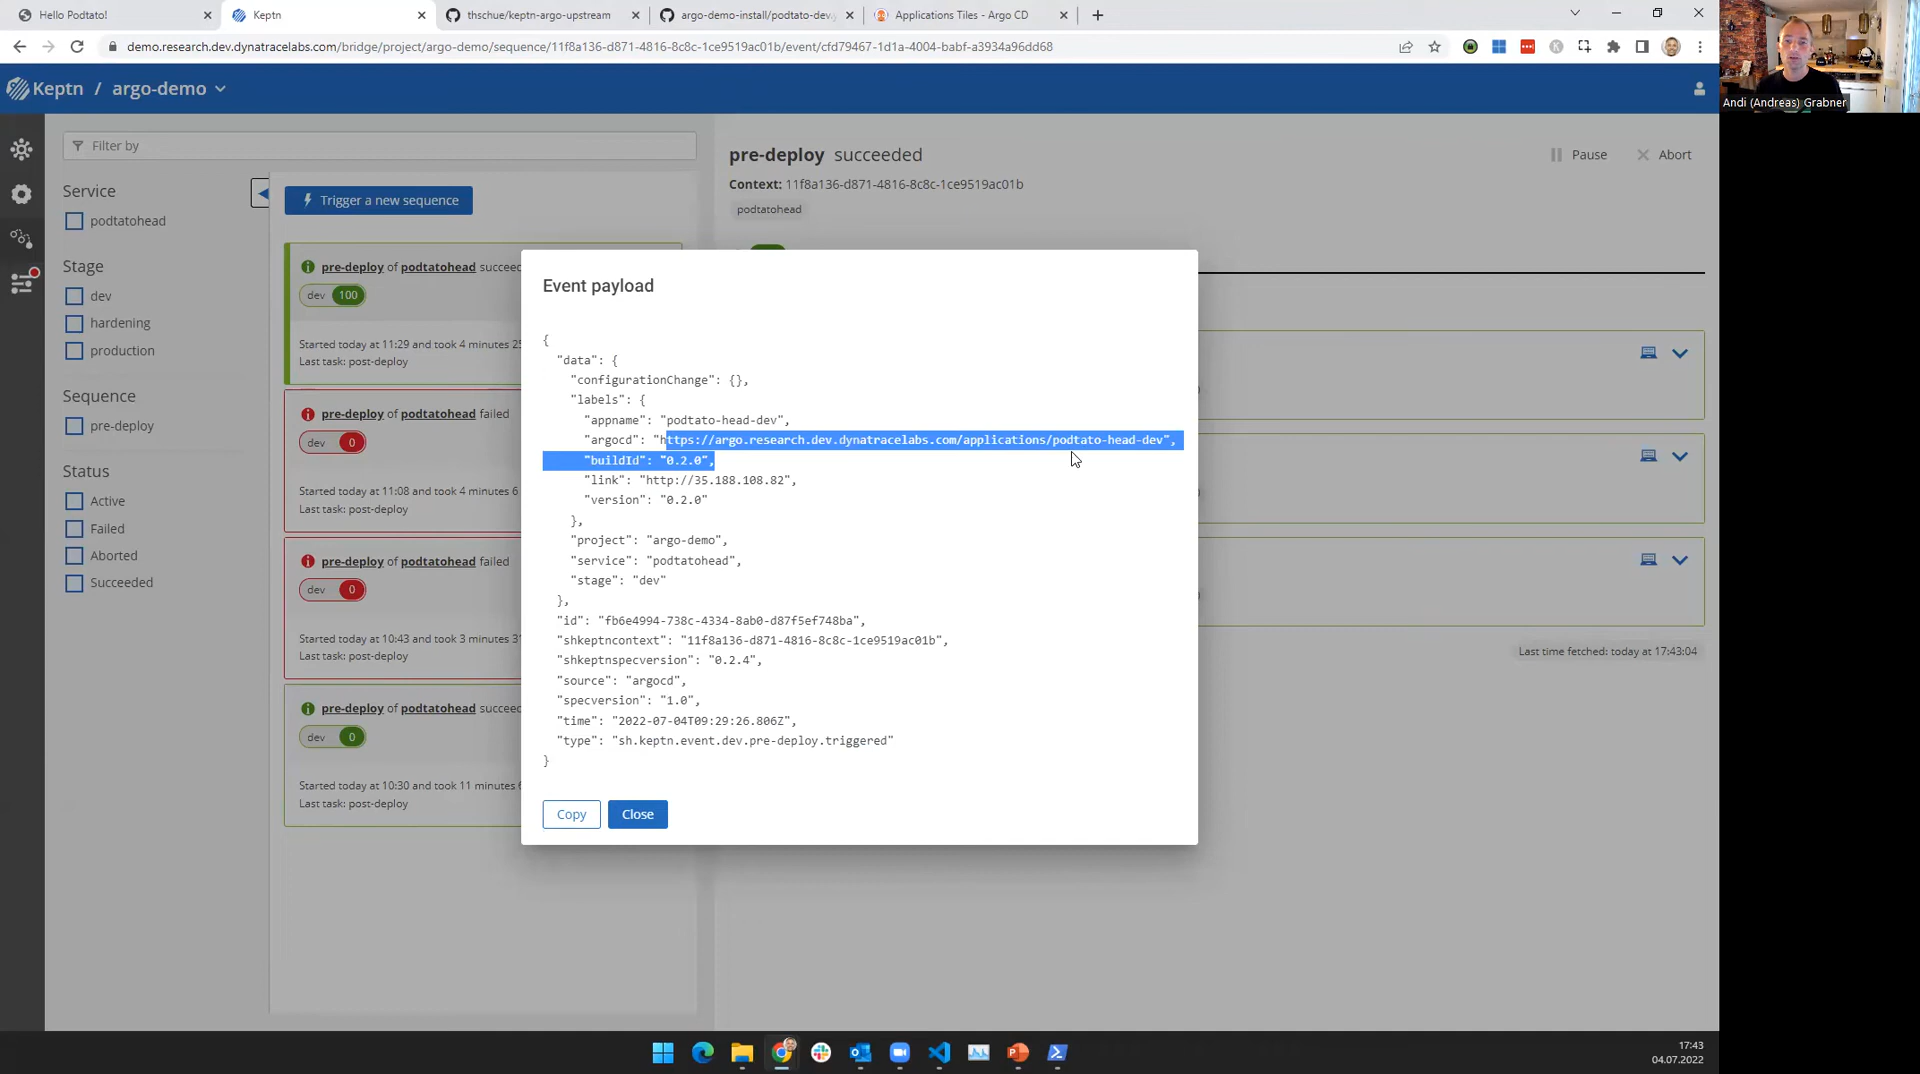 Hello Podtato!
Keptn
thschue/keptn-argo-upstream
argo-demo-install/podtato-dev.
Applications Tiles - Argo CD
demo.research.dev.dynatracelabs.com/bridge/project/argo-demo/sequence/11f8a136-d871-4816-8c8c-1ce9519ac01b/event/cfd79467-1d1a-4004-babf-a3934a96dd68
Andi (Andreas) Grabner
Keptn / argo-demo
Filter by
Service
podtatohead
Stage
dev
hardening
production
Sequence
pre-deploy
Status
Active
Failed
Aborted
Succeeded
Trigger a new sequence
pre-deploy of podtatohead succeed
dev 100
Started today at 11:29 and took 4 minutes 25
Last task: post-deploy
pre-deploy of podtatohead failed
dev 0
Started today at 11:08 and took 4 minutes 6
Last task: post-deploy
pre-deploy of podtatohead failed
dev 0
Started today at 10:43 and took 3 minutes 31
Last task: post-deploy
pre-deploy of podtatohead succeed
dev 0
Started today at 10:30 and took 11 minutes 6
Last task: post-deploy
pre-deploy succeeded
Pause
Abort
Context: 11f8a136-d871-4816-8c8c-1ce9519ac01b
podtatohead
Event payload
{
"data": {
"configurationChange": {},
"labels": {
"appname": "podtato-head-dev",
"argocd": "https://argo.research.dev.dynatracelabs.com/applications/podtato-head-dev",
"buildId": "0.2.0",
"link": "http://35.188.108.82",
"version": "0.2.0"
},
"project": "argo-demo",
"service": "podtatohead",
"stage": "dev"
},
"id": "fb6e4994-738c-4334-8ab0-d87f5ef748ba",
"shkeptncontext": "11f8a136-d871-4816-8c8c-1ce9519ac01b",
"shkeptnspecversion": "0.2.4",
"source": "argocd",
"specversion": "1.0",
"time": "2022-07-04T09:29:26.806Z",
"type": "sh.keptn.event.dev.pre-deploy.triggered"
}
Copy
Close
Last time fetched: today at 17:43:04
17:43
04.07.2022